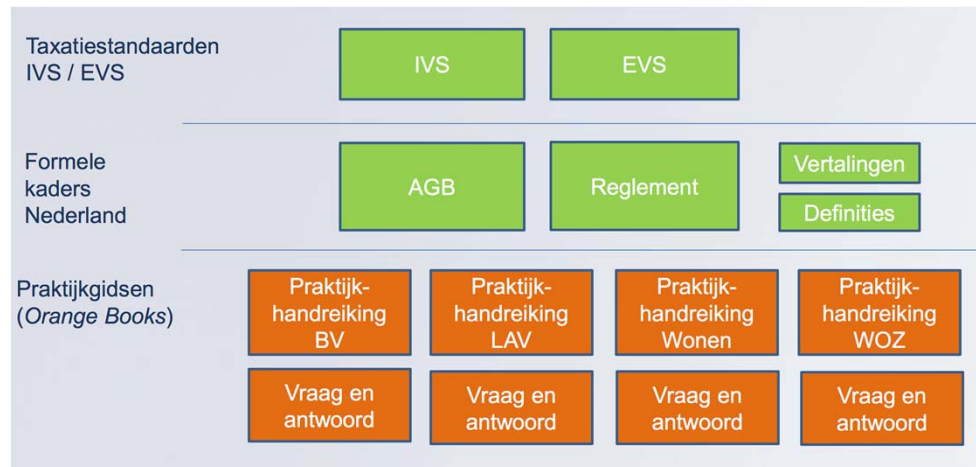 Taxatiestandaarden
IVS / EVS
IVS
EVS
Formele
kaders
Nederland
AGB
Reglement
Vertalingen
Definities
Praktijkgidsen
(Orange Books)
Praktijk-
handreiking
BV
Praktijk-
handreiking
LAV
Praktijk-
handreiking
Wonen
Praktijk-
handreiking
WOZ
Vraag en
antwoord
Vraag en
antwoord
Vraag en
antwoord
Vraag en
antwoord